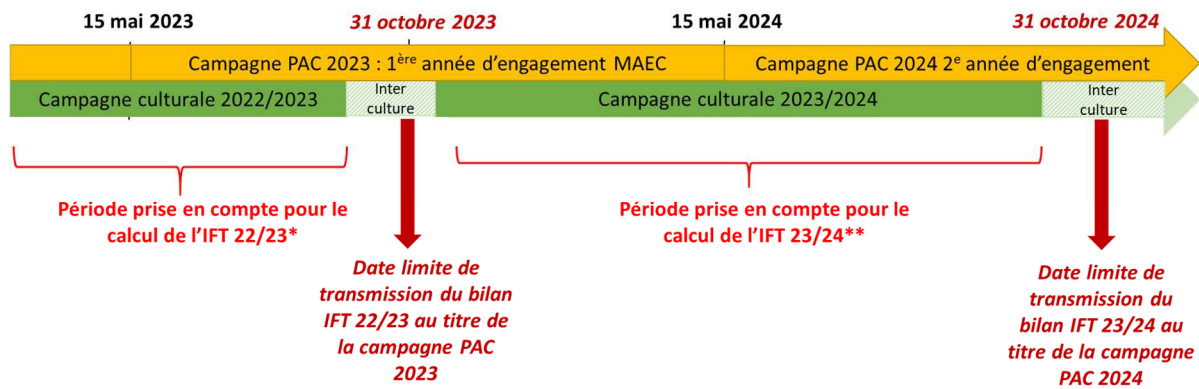 15 mai 2023
31 octobre 2023
15 mai 2024
31 octobre 2024
Campagne PAC 2023 : 1ère année d'engagement MAEC
Campagne PAC 2024 2e année d'engagement
Campagne culturale 2022/2023
Inter
culture
Campagne culturale 2023/2024
Inter
culture
Période prise en compte pour le
calcul de l'IFT 22/23*
Période prise en compte pour le
calcul de l'IFT 23/24**
Date limite de
transmission du bilan
IFT 22/23 au titre de
la campagne PAC
2023
Date limite de
transmission du
bilan IFT 23/24 au
titre de la campagne
PAC 2024